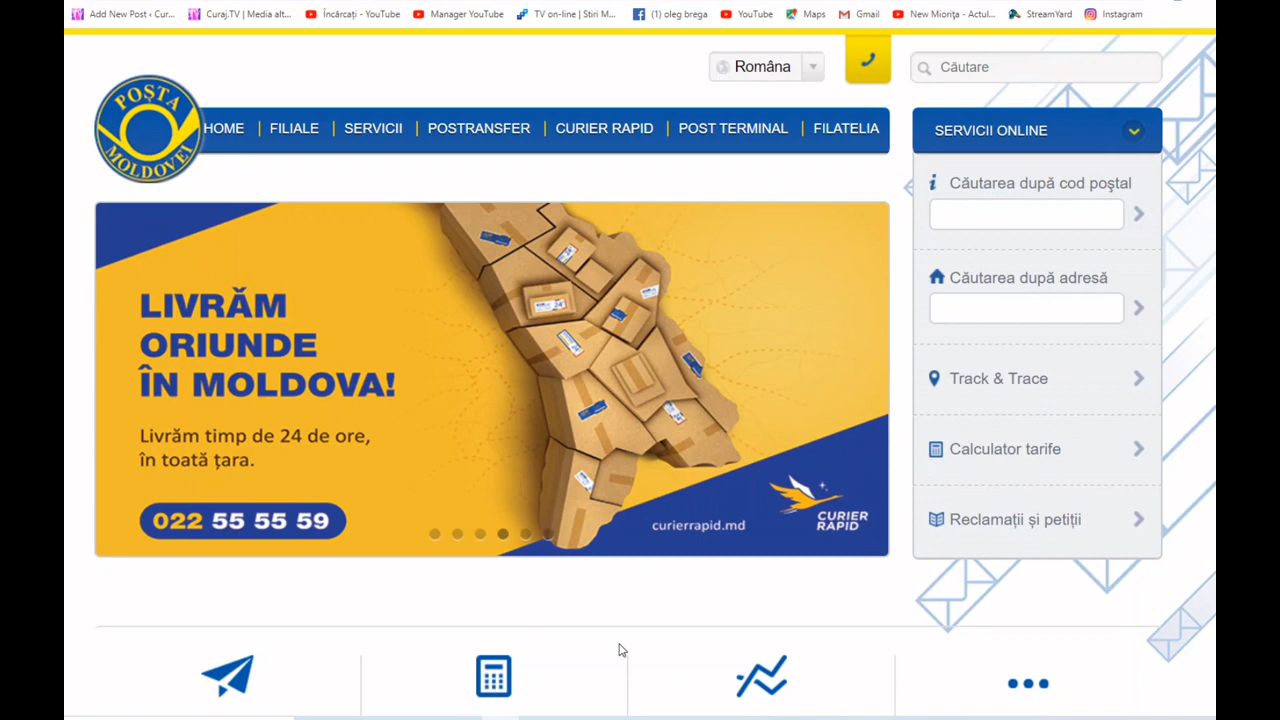 Add New Post ‹ Cur...
Curaj.TV | Media alt...
Încărcați - YouTube
Manager YouTube
TV on-line | Stiri M...
(1) oleg brega
YouTube
Maps
Gmail
New Miorița - Actul...
StreamYard
Instagram
Româna
Căutare
POȘTA
MOLDOVEI
HOME
FILIALE
SERVICII
POSTRANSFER
CURIER RAPID
POST TERMINAL
FILATELIA
SERVICII ONLINE
Căutarea după cod poştal
Căutarea după adresă
Track & Trace
Calculator tarife
Reclamații și petiții
LIVRĂM
ORIUNDE
ÎN MOLDOVA!
Livrăm timp de 24 de ore,
în toată țara.
022 55 55 59
curierrapid.md
CURIER
RAPID